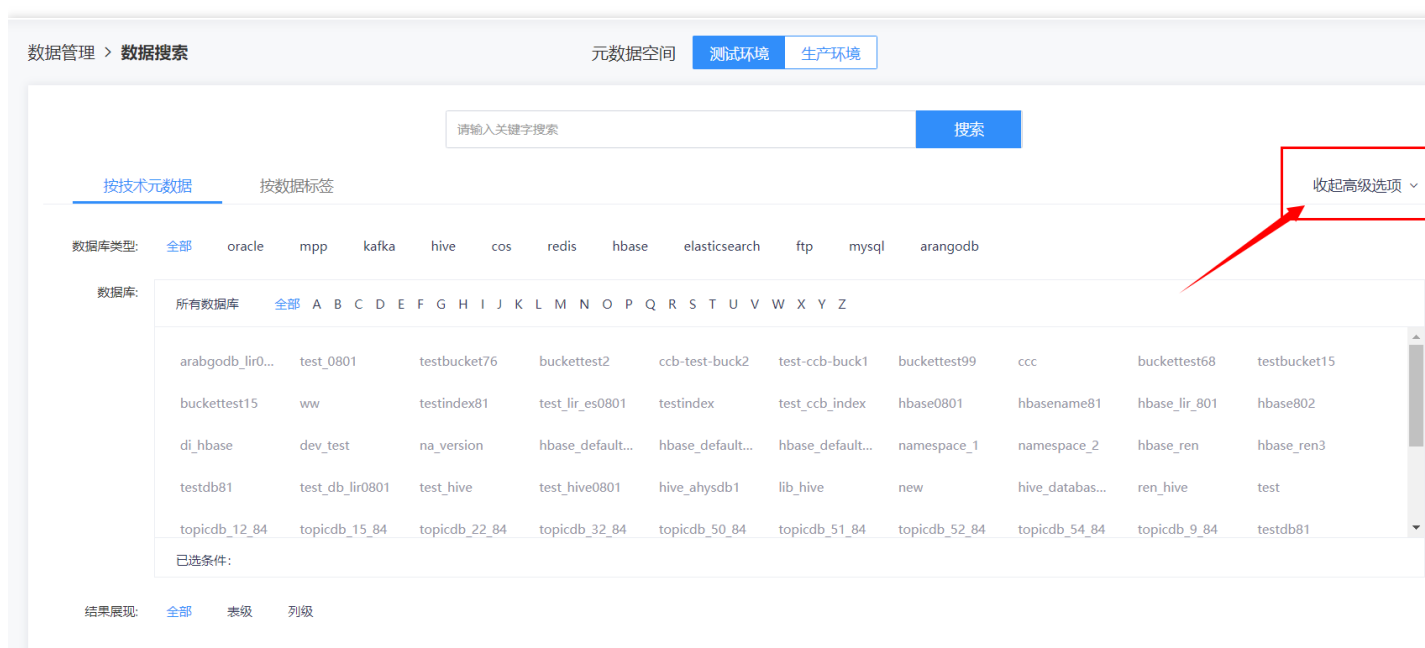 数据管理 > 数据搜索 元数据空间 测试环境 生产环境
请输入关键字搜索 搜索
按技术元数据 按数据标签 收起高级选项
数据库类型: 全部 oracle mpp kafka hive cos redis hbase elasticsearch ftp mysql arangodb
数据库:
所有数据库 全部 A B C D E F G H I J K L M N O P Q R S T U V W X Y Z
arabgodb_lir0... test_0801 testbucket76 buckettest2 ccb-test-buck2 test-ccb-buck1 buckettest99 ccc buckettest68 testbucket15
buckettest15 ww testindex81 test_lir_es0801 testindex test_ccb_index hbase0801 hbasename81 hbase_lir_801 hbase802
di_hbase dev_test na_version hbase_default... hbase_default... hbase_default... namespace_1 namespace_2 hbase_ren hbase_ren3
testdb81 test_db_lir0801 test_hive test_hive0801 hive_ahysdb1 lib_hive new hive_databas... ren_hive test
topicdb_12_84 topicdb_15_84 topicdb_22_84 topicdb_32_84 topicdb_50_84 topicdb_51_84 topicdb_52_84 topicdb_54_84 topicdb_9_84 testdb81
已选条件:
结果展现: 全部 表级 列级